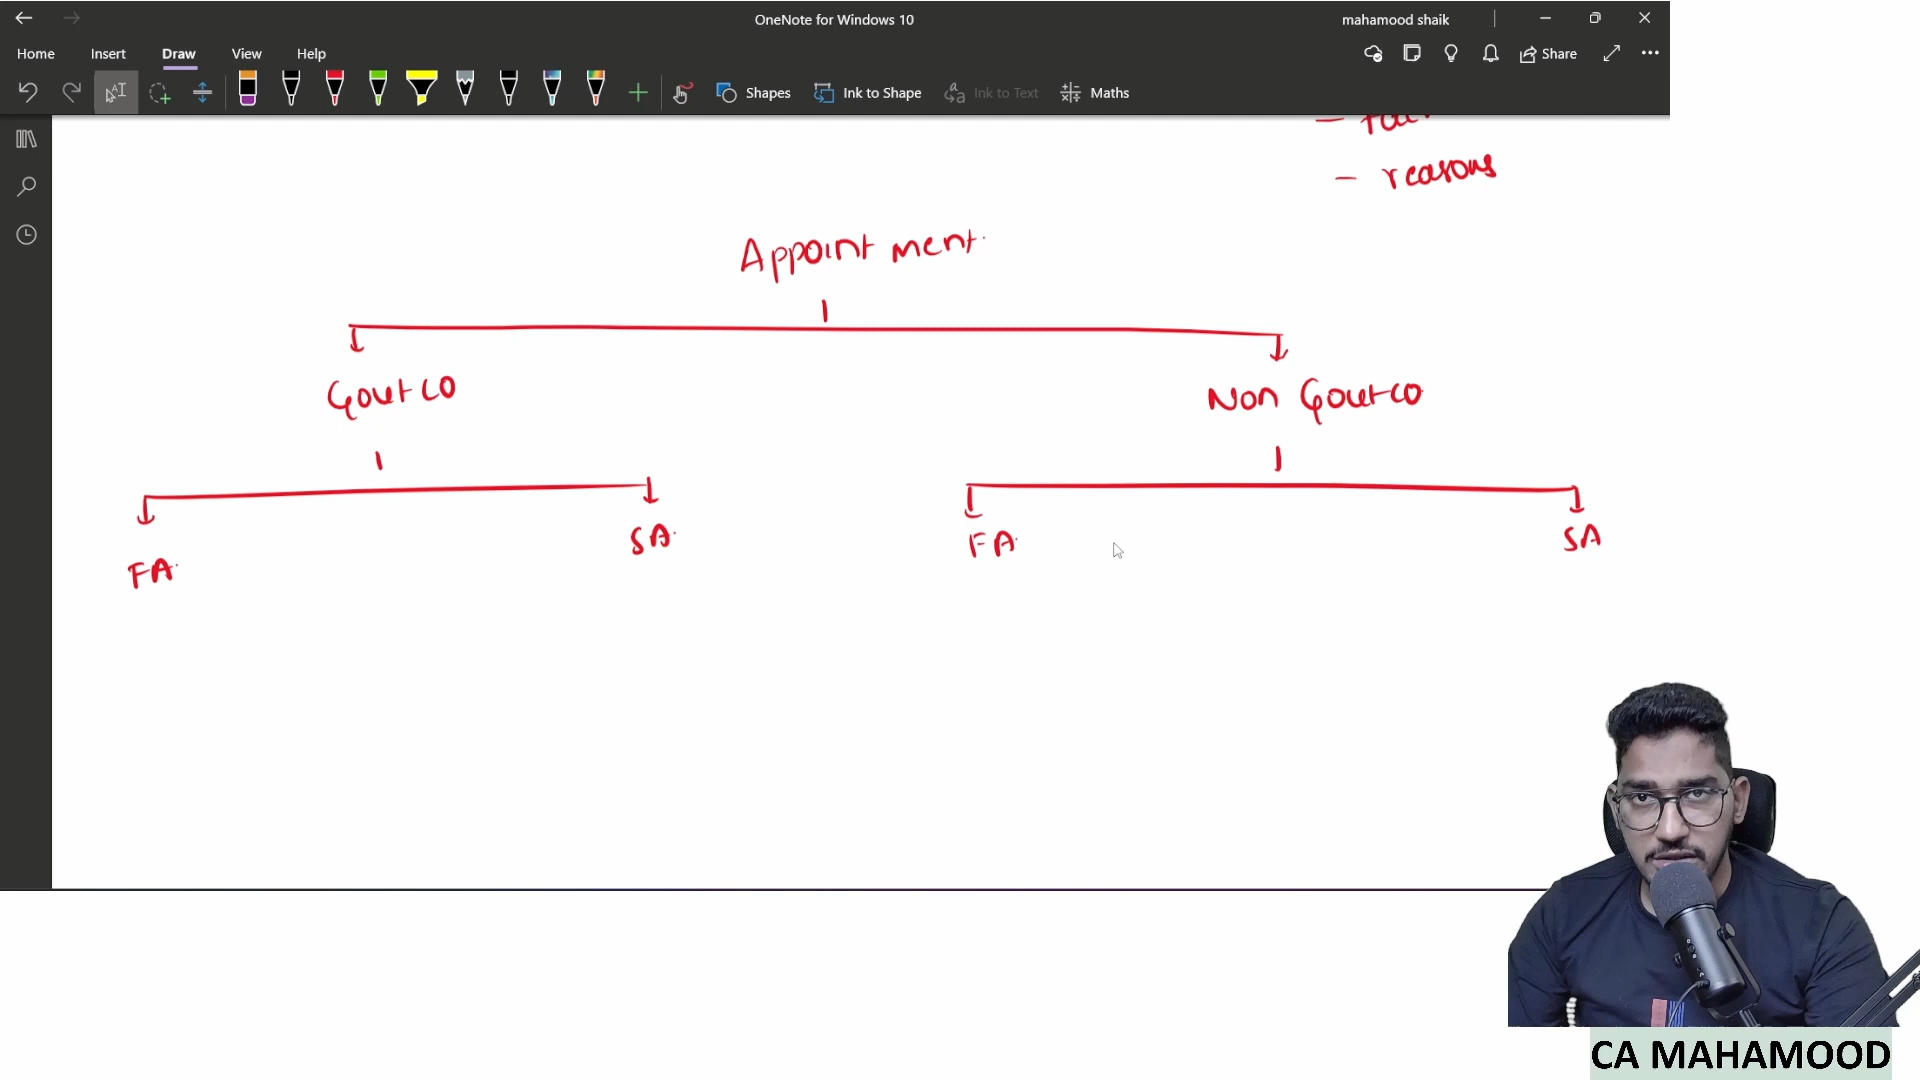 OneNote for Windows 10
mahamood shaik
Home Insert Draw View Help
Share
Shapes Ink to Shape Ink to Text Maths
- reasons
Appointment
Govt co
Non Govt co
FA
SA
FA
SA
CA MAHAMOOD